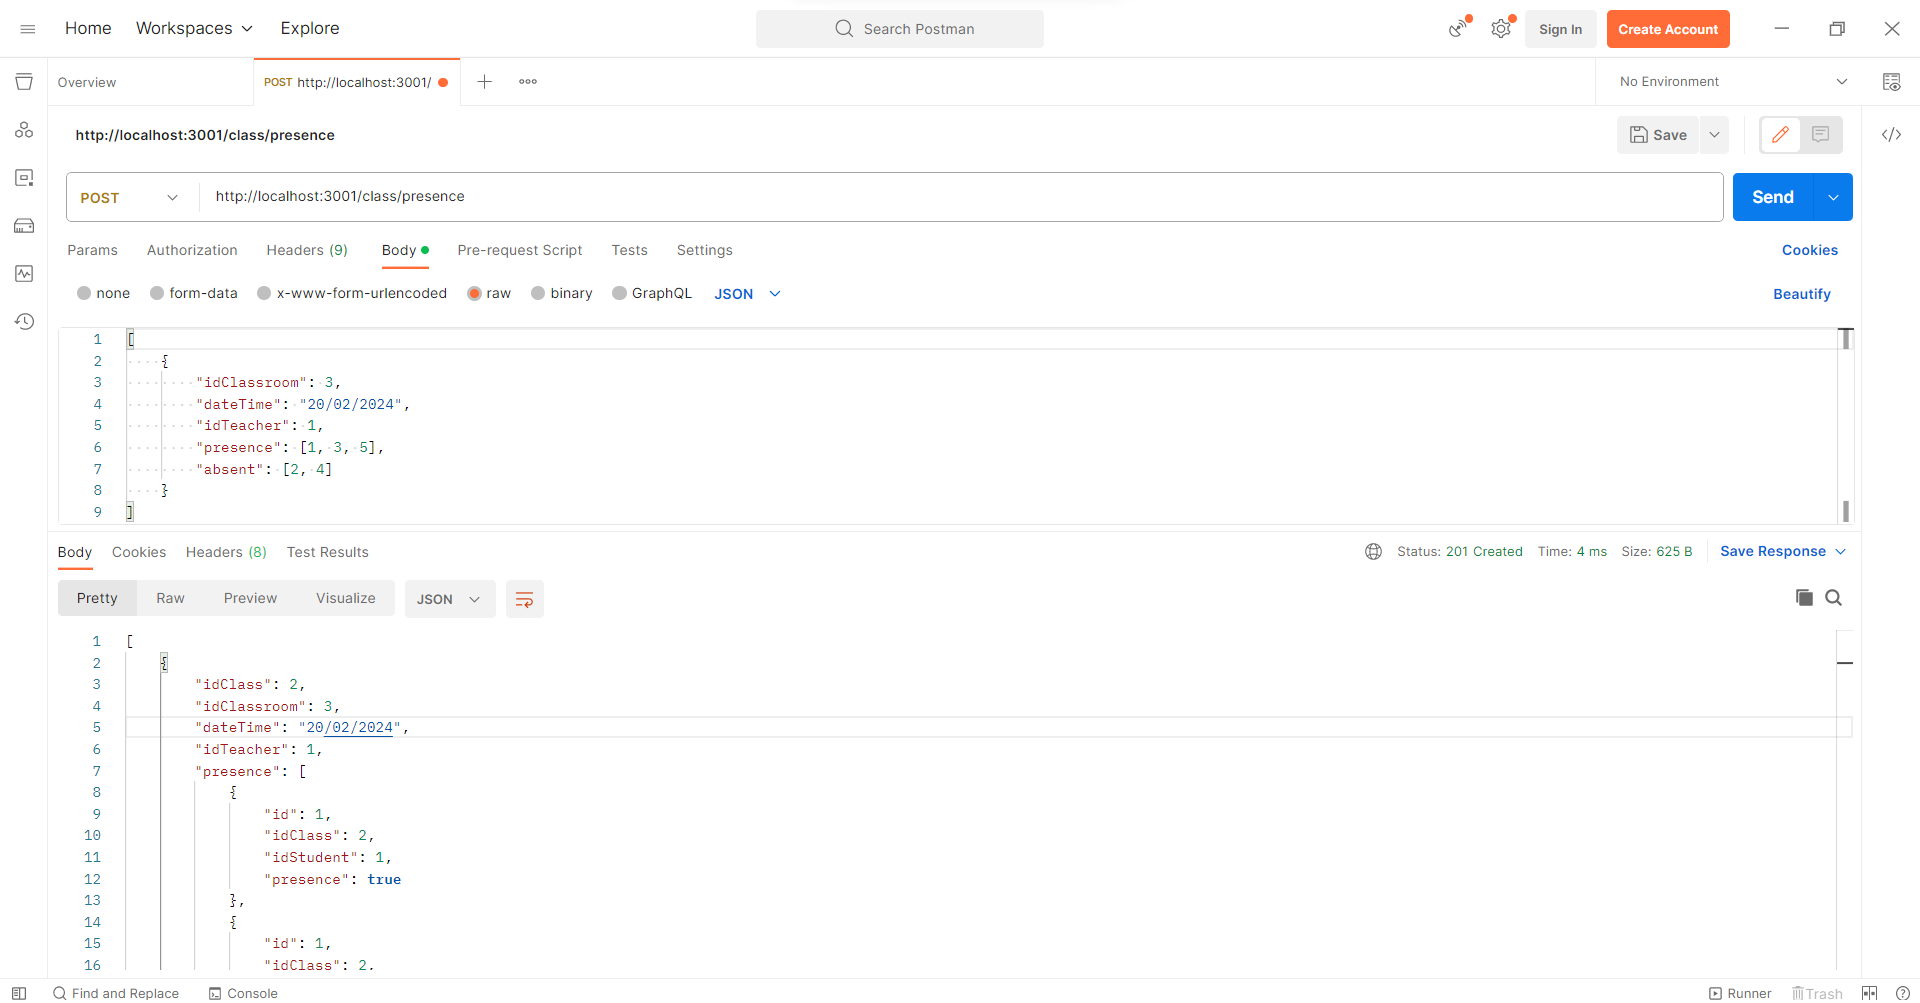 Home Workspaces Explore Search Postman Sign In Create Account
Overview POST http://localhost:3001/ No Environment
http://localhost:3001/class/presence Save
POST http://localhost:3001/class/presence Send
Params Authorization Headers (9) Body Pre-request Script Tests Settings Cookies
none form-data x-www-form-urlencoded raw binary GraphQL JSON Beautify
1 [
2 {
3 "idClassroom": 3,
4 "dateTime": "20/02/2024",
5 "idTeacher": 1,
6 "presence": [1, 3, 5],
7 "absent": [2, 4]
8 }
9 ]
Body Cookies Headers (8) Test Results Status: 201 Created Time: 4 ms Size: 625 B Save Response
Pretty Raw Preview Visualize JSON
1 [
2 {
3 "idClass": 2,
4 "idClassroom": 3,
5 "dateTime": "20/02/2024",
6 "idTeacher": 1,
7 "presence": [
8 {
9 "id": 1,
10 "idClass": 2,
11 "idStudent": 1,
12 "presence": true
13 },
14 {
15 "id": 1,
16 "idClass": 2,
Find and Replace Console Runner Trash